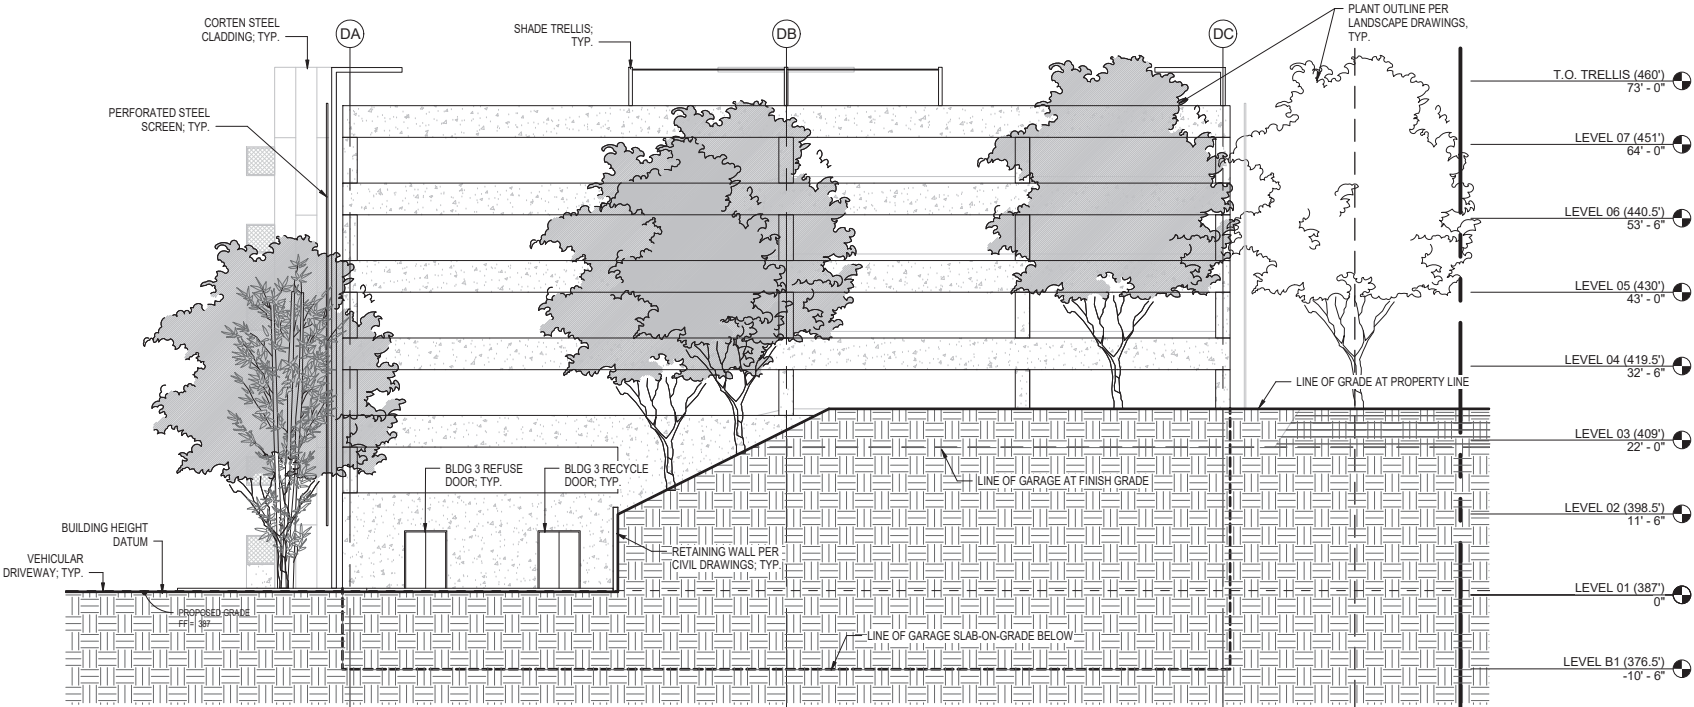 CORTEN STEEL
CLADDING; TYP.
DA
SHADE TRELLIS;
TYP.
DB
DC
PLANT OUTLINE PER
LANDSCAPE DRAWINGS,
TYP.
PERFORATED STEEL
SCREEN; TYP.
T.O. TRELLIS (460')
73' - 0"
LEVEL 07 (451')
64' - 0"
LEVEL 06 (440.5')
53' - 6"
LEVEL 05 (430')
43' - 0"
LEVEL 04 (419.5')
32' - 6"
LINE OF GRADE AT PROPERTY LINE
LEVEL 03 (409')
22' - 0"
BLDG 3 REFUSE
DOOR; TYP.
BLDG 3 RECYCLE
DOOR; TYP.
LINE OF GARAGE AT FINISH GRADE
LEVEL 02 (398.5')
11' - 6"
BUILDING HEIGHT
DATUM
VEHICULAR
DRIVEWAY; TYP.
RETAINING WALL PER
CIVIL DRAWINGS; TYP.
LEVEL 01 (387')
0"
PROPOSED GRADE
FF = 387
LINE OF GARAGE SLAB-ON-GRADE BELOW
LEVEL B1 (376.5')
-10' - 6"